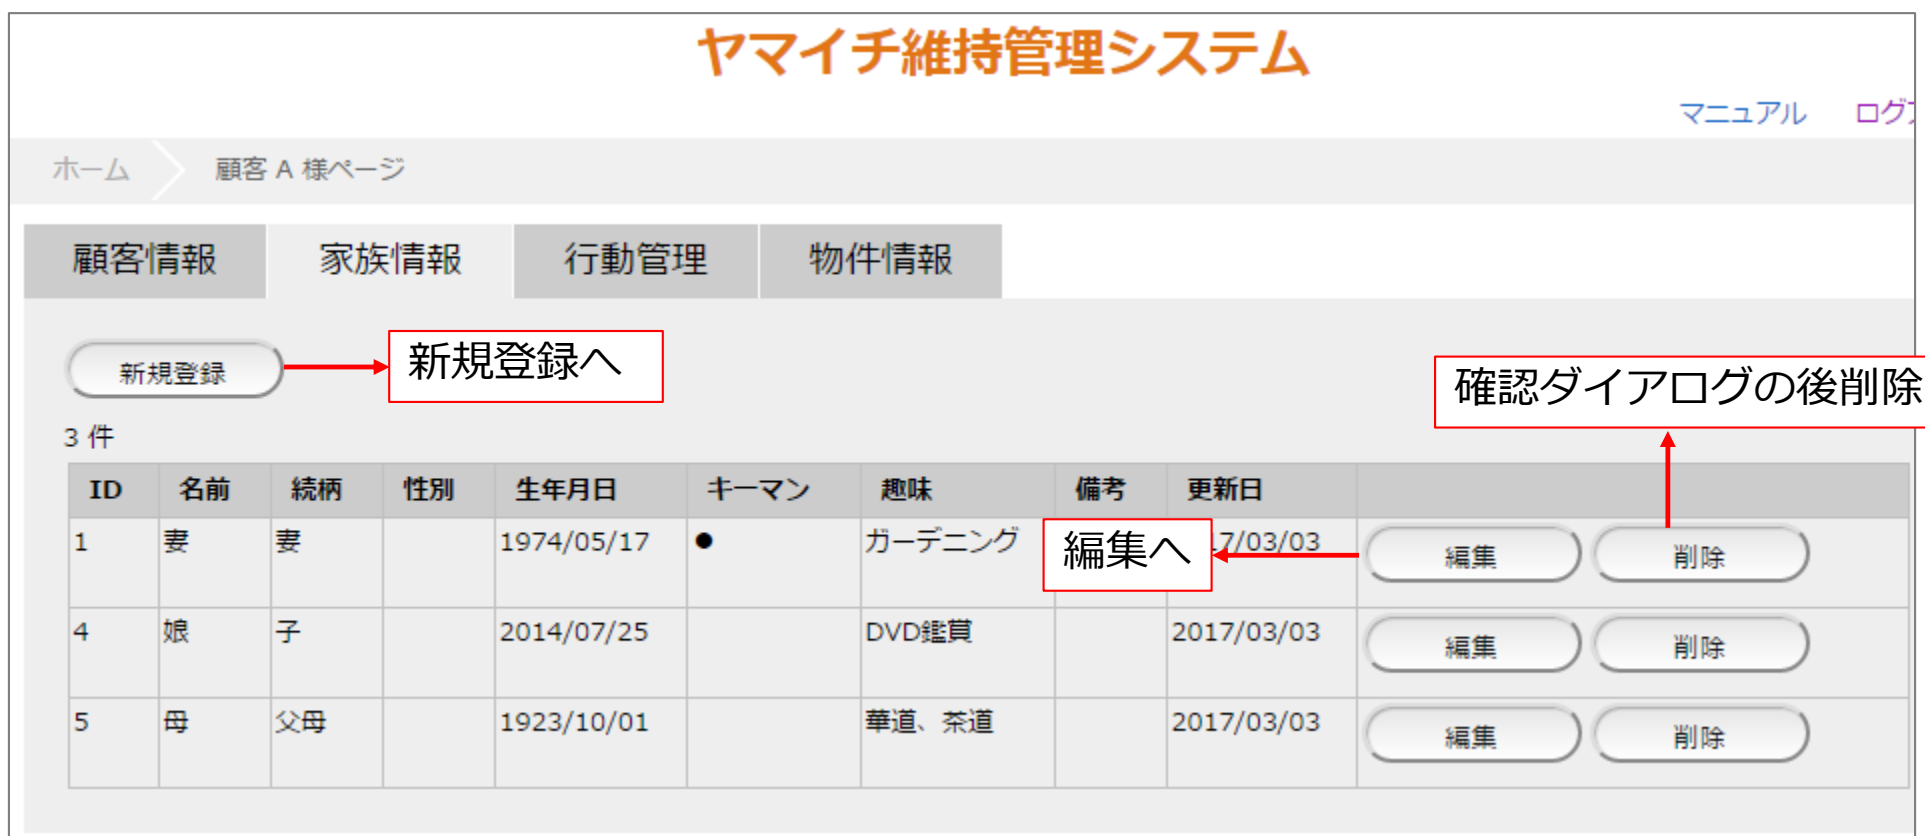 ヤマイチ維持管理システム
マニュアル ログ
ホーム 顧客 A 様ページ
顧客情報 家族情報 行動管理 物件情報
新規登録 新規登録へ
確認ダイアログの後削除
3 件
ID 名前 続柄 性別 生年月日 キーマン 趣味 備考 更新日
1 妻 妻 1974/05/17 ● ガーデニング 編集へ 17/03/03 編集 削除
4 娘 子 2014/07/25 DVD鑑賞 2017/03/03 編集 削除
5 母 父母 1923/10/01 華道、茶道 2017/03/03 編集 削除